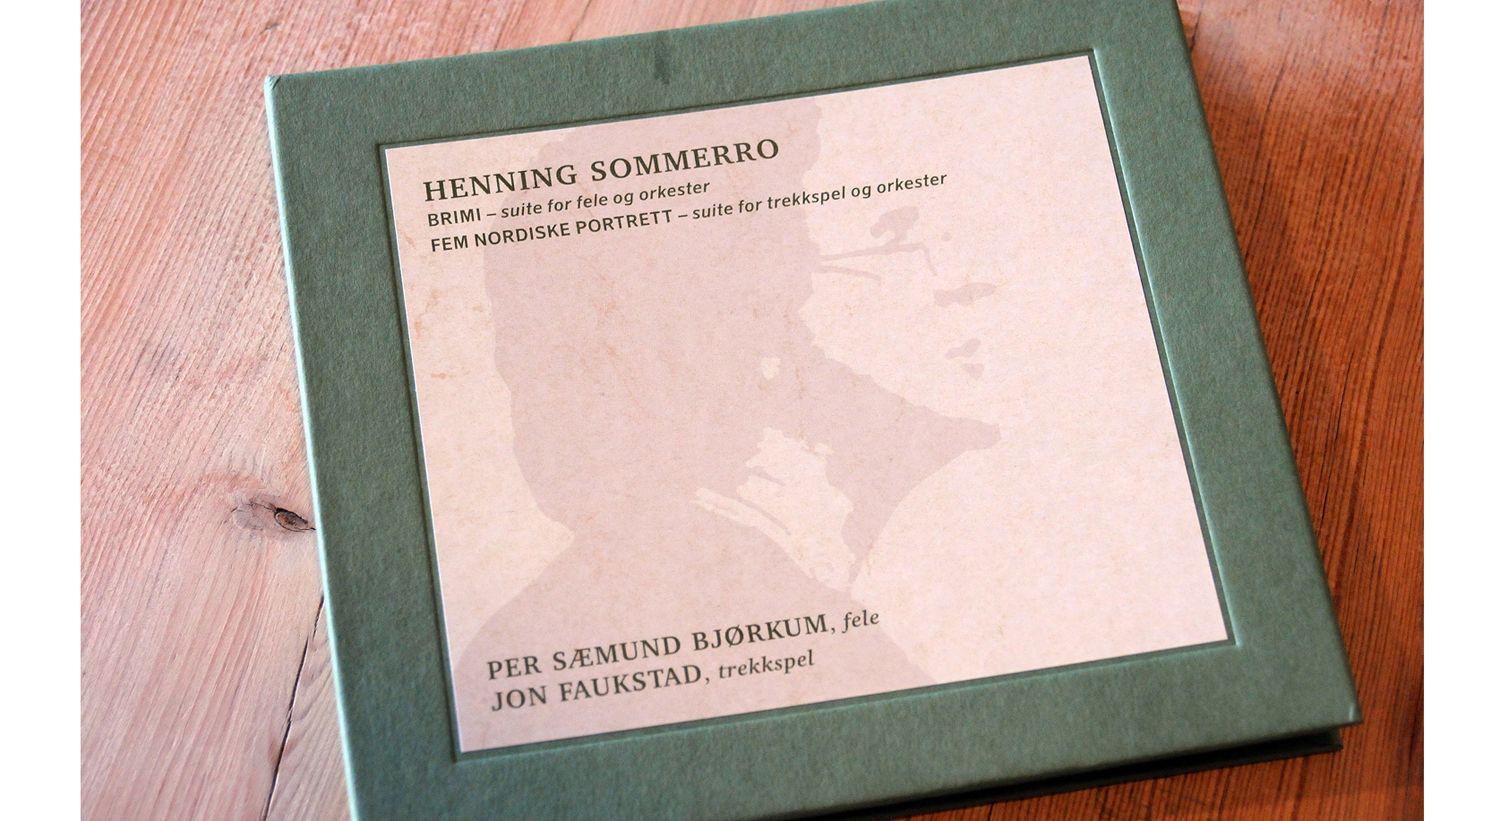 HENNING SOMMERRO
BRIMI – suite for fele og orkester
FEM NORDISKE PORTRETT – suite for trekkspel og orkester
PER SÆMUND BJØRKUM, fele
JON FAUKSTAD, trekkspel